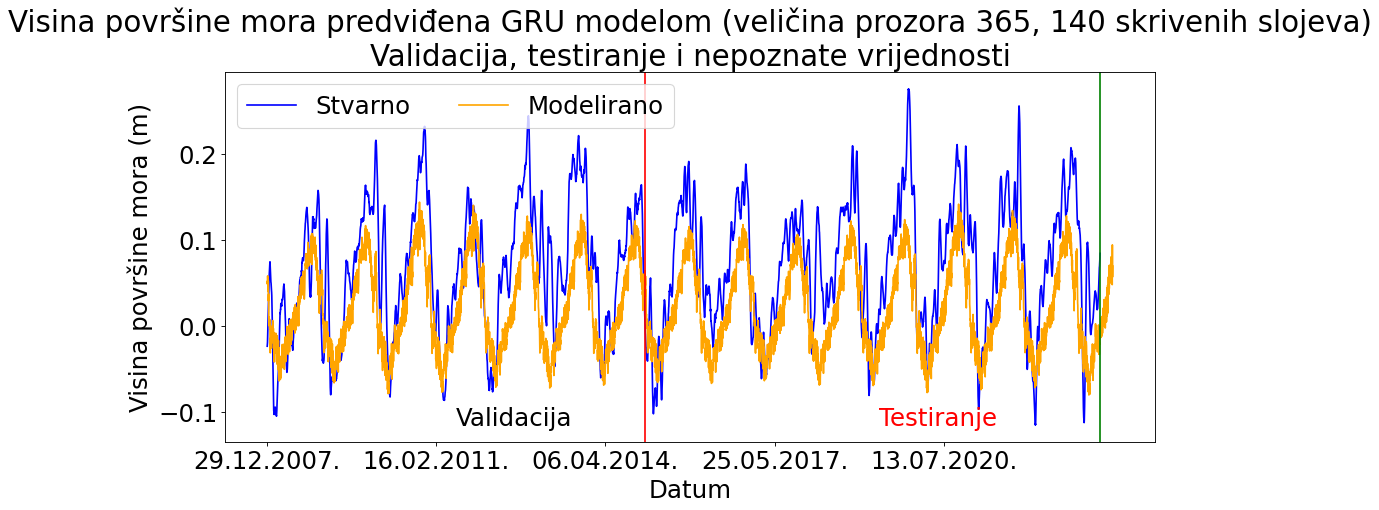 Visina površine mora predviđena GRU modelom (veličina prozora 365, 140 skrivenih slojeva)
Validacija, testiranje i nepoznate vrijednosti
Stvarno
Modelirano
Visina površine mora (m)
0.2
0.1
0.0
−0.1
Validacija
Testiranje
29.12.2007.
16.02.2011.
06.04.2014.
25.05.2017.
13.07.2020.
Datum